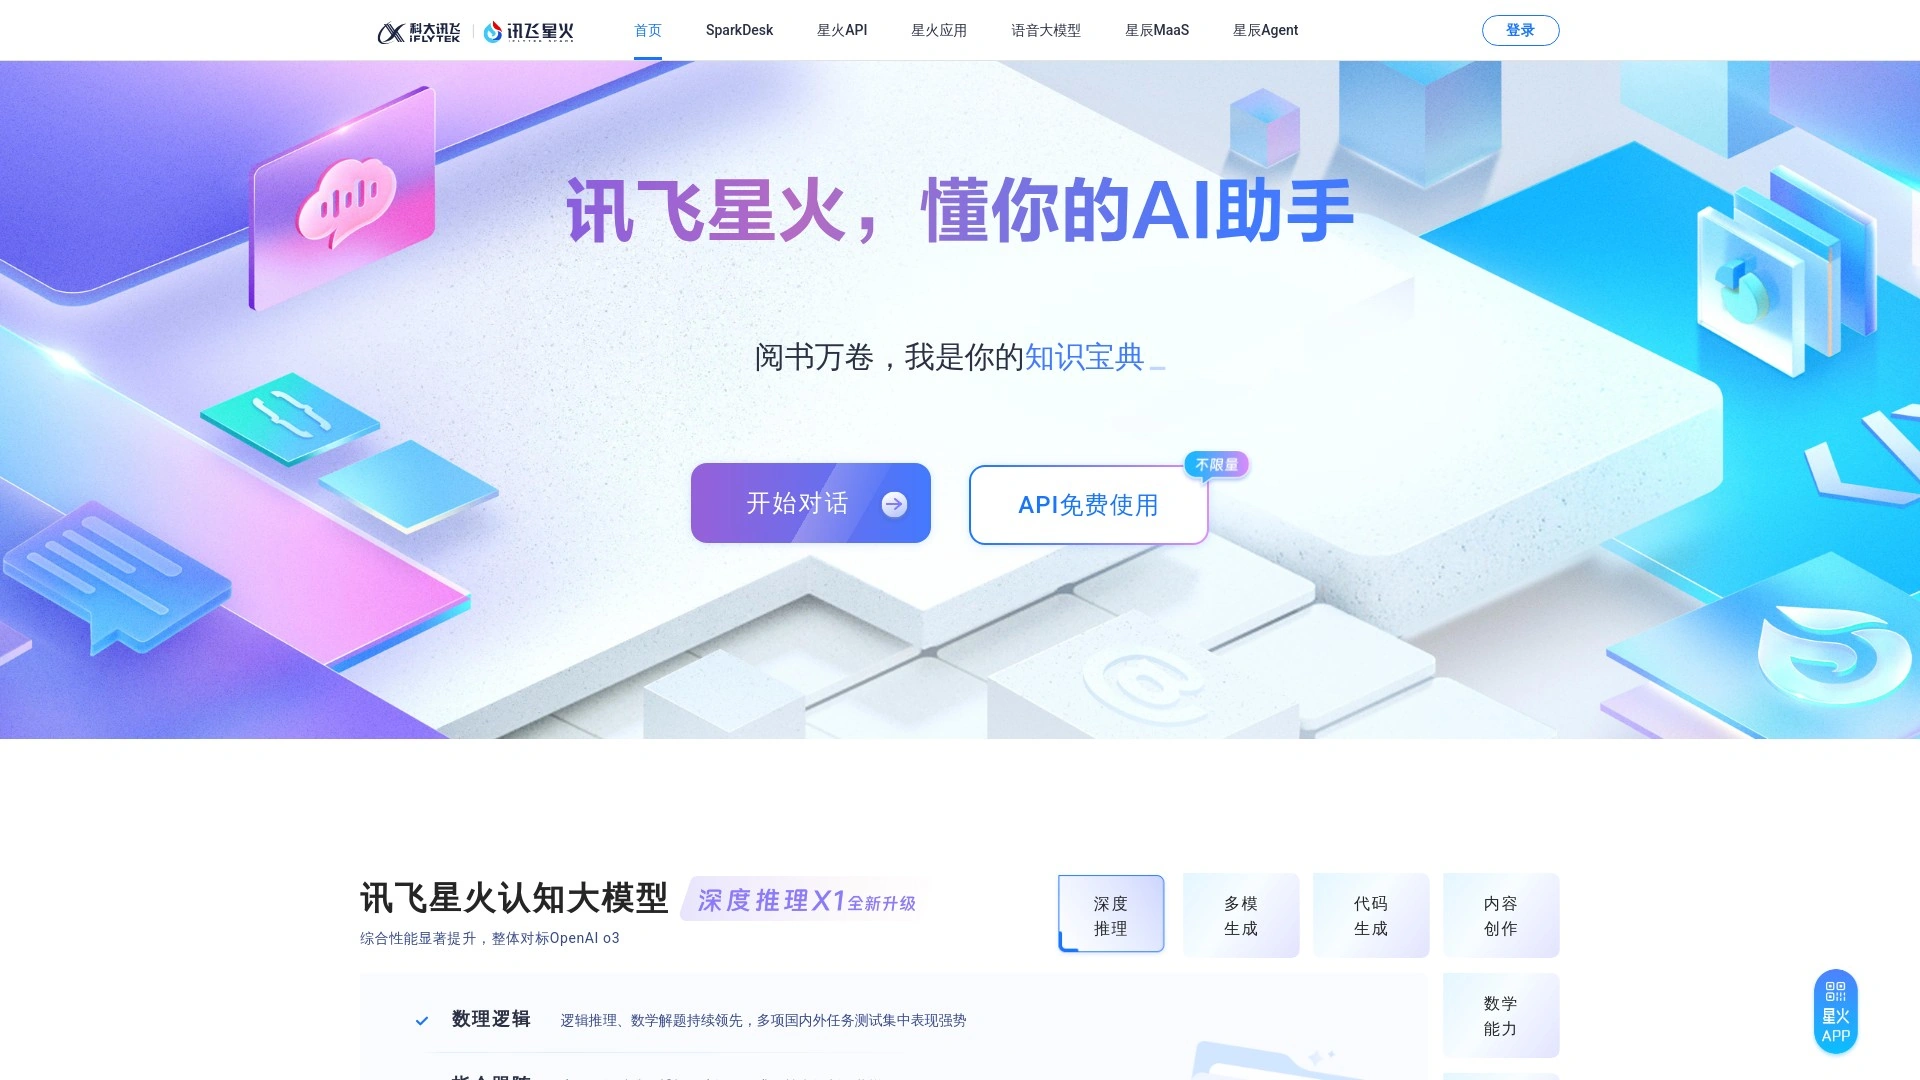 科大讯飞
iFLYTEK
讯飞星火
首页
SparkDesk
星火API
星火应用
语音大模型
星辰MaaS
星辰Agent
登录
讯飞星火，懂你的AI助手
阅书万卷，我是你的知识宝典_
开始对话
API免费使用
不限量
讯飞星火认知大模型
深度推理X1全新升级
综合性能显著提升，整体对标OpenAI o3
深度
推理
多模
生成
代码
生成
内容
创作
数理逻辑
逻辑推理、数学解题持续领先，多项国内外任务测试集中表现强势
数学
能力
星火
APP